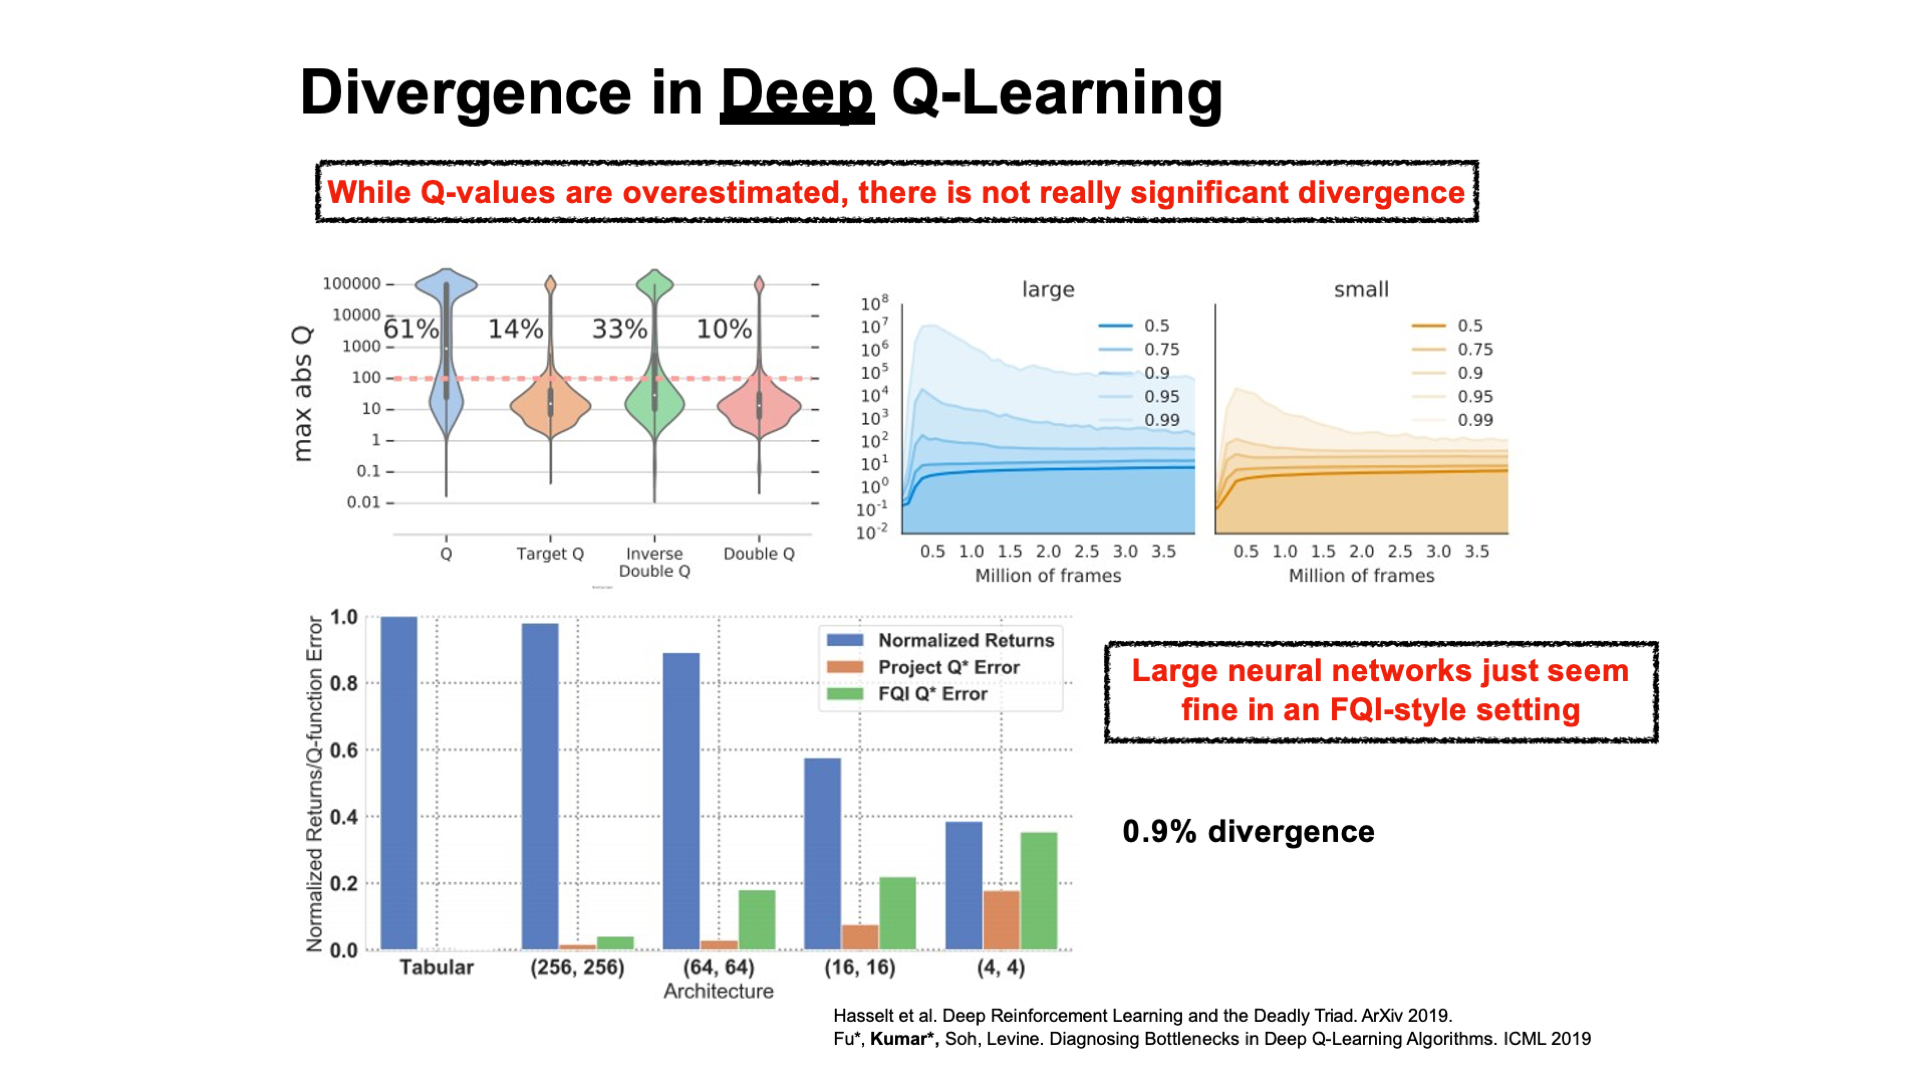 Divergence in Deep Q-Learning
While Q-values are overestimated, there is not really significant divergence
max abs Q
100000
10000
1000
100
10
1
0.1
0.01
61%
14%
33%
10%
Q
Target Q
Inverse
Double Q
Double Q
large
10^8
10^7
10^6
10^5
10^4
10^3
10^2
10^1
10^0
10^-1
10^-2
0.5
0.75
0.9
0.95
0.99
0.5 1.0 1.5 2.0 2.5 3.0 3.5
Million of frames
small
0.5
0.75
0.9
0.95
0.99
0.5 1.0 1.5 2.0 2.5 3.0 3.5
Million of frames
Normalized Returns/Q-function Error
1.0
0.8
0.6
0.4
0.2
0.0
Normalized Returns
Project Q* Error
FQI Q* Error
Tabular (256, 256) (64, 64) (16, 16) (4, 4)
Architecture
Large neural networks just seem
fine in an FQI-style setting
0.9% divergence
Hasselt et al. Deep Reinforcement Learning and the Deadly Triad. ArXiv 2019.
Fu*, Kumar*, Soh, Levine. Diagnosing Bottlenecks in Deep Q-Learning Algorithms. ICML 2019